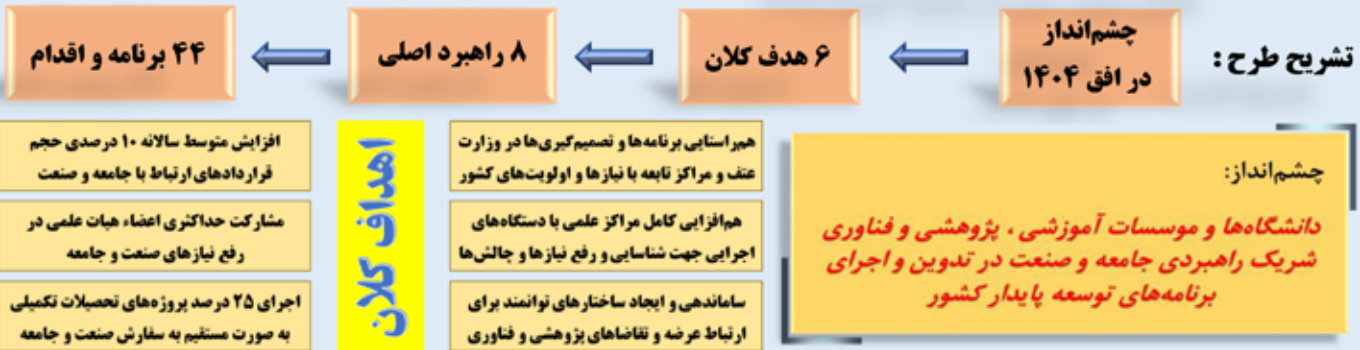 تشریح طرح :
چشم‌انداز
در افق ۱۴۰۴
۶ هدف کلان
۸ راهبرد اصلی
۴۴ برنامه و اقدام
چشم‌انداز:
دانشگاه‌ها و موسسات آموزشی ، پژوهشی و فناوری
شریک راهبردی جامعه و صنعت در تدوین و اجرای
برنامه‌های توسعه پایدار کشور
هم‌راستایی برنامه‌ها و تصمیم‌گیری‌ها در وزارت
عتف و مراکز تابعه با نیازها و اولویت‌های کشور
هم‌افزایی کامل مراکز علمی با دستگاه‌های
اجرایی جهت شناسایی و رفع نیازها و چالش‌ها
ساماندهی و ایجاد ساختارهای توانمند برای
ارتباط عرضه و تقاضاهای پژوهشی و فناوری
اهداف کلان
افزایش متوسط سالانه ۱۰ درصدی حجم
قراردادهای ارتباط با جامعه و صنعت
مشارکت حداکثری اعضاء هیات علمی در
رفع نیازهای صنعت و جامعه
اجرای ۲۵ درصد پروژه‌های تحصیلات تکمیلی
به صورت مستقیم به سفارش صنعت و جامعه